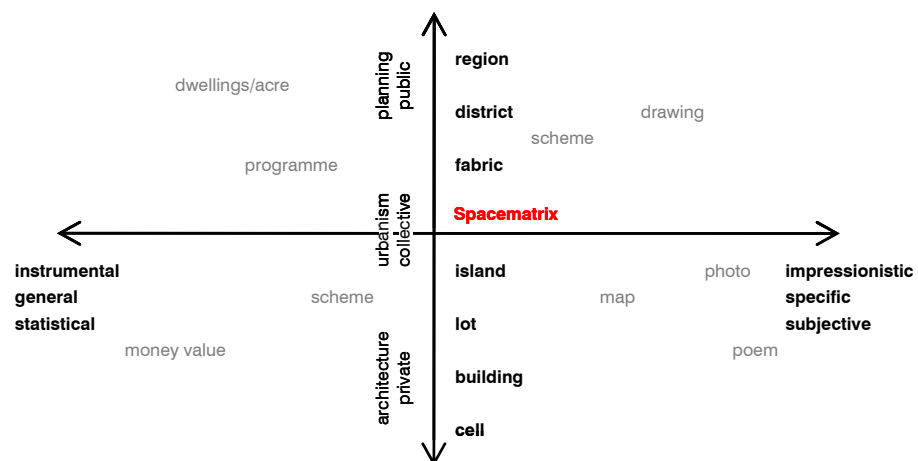 region
dwellings/acre
planning
public
district
drawing
scheme
fabric
programme
Spacematrix
urbanism
collective
instrumental
general
statistical
island
photo
impressionistic
specific
subjective
scheme
map
lot
money value
poem
architecture
private
building
cell